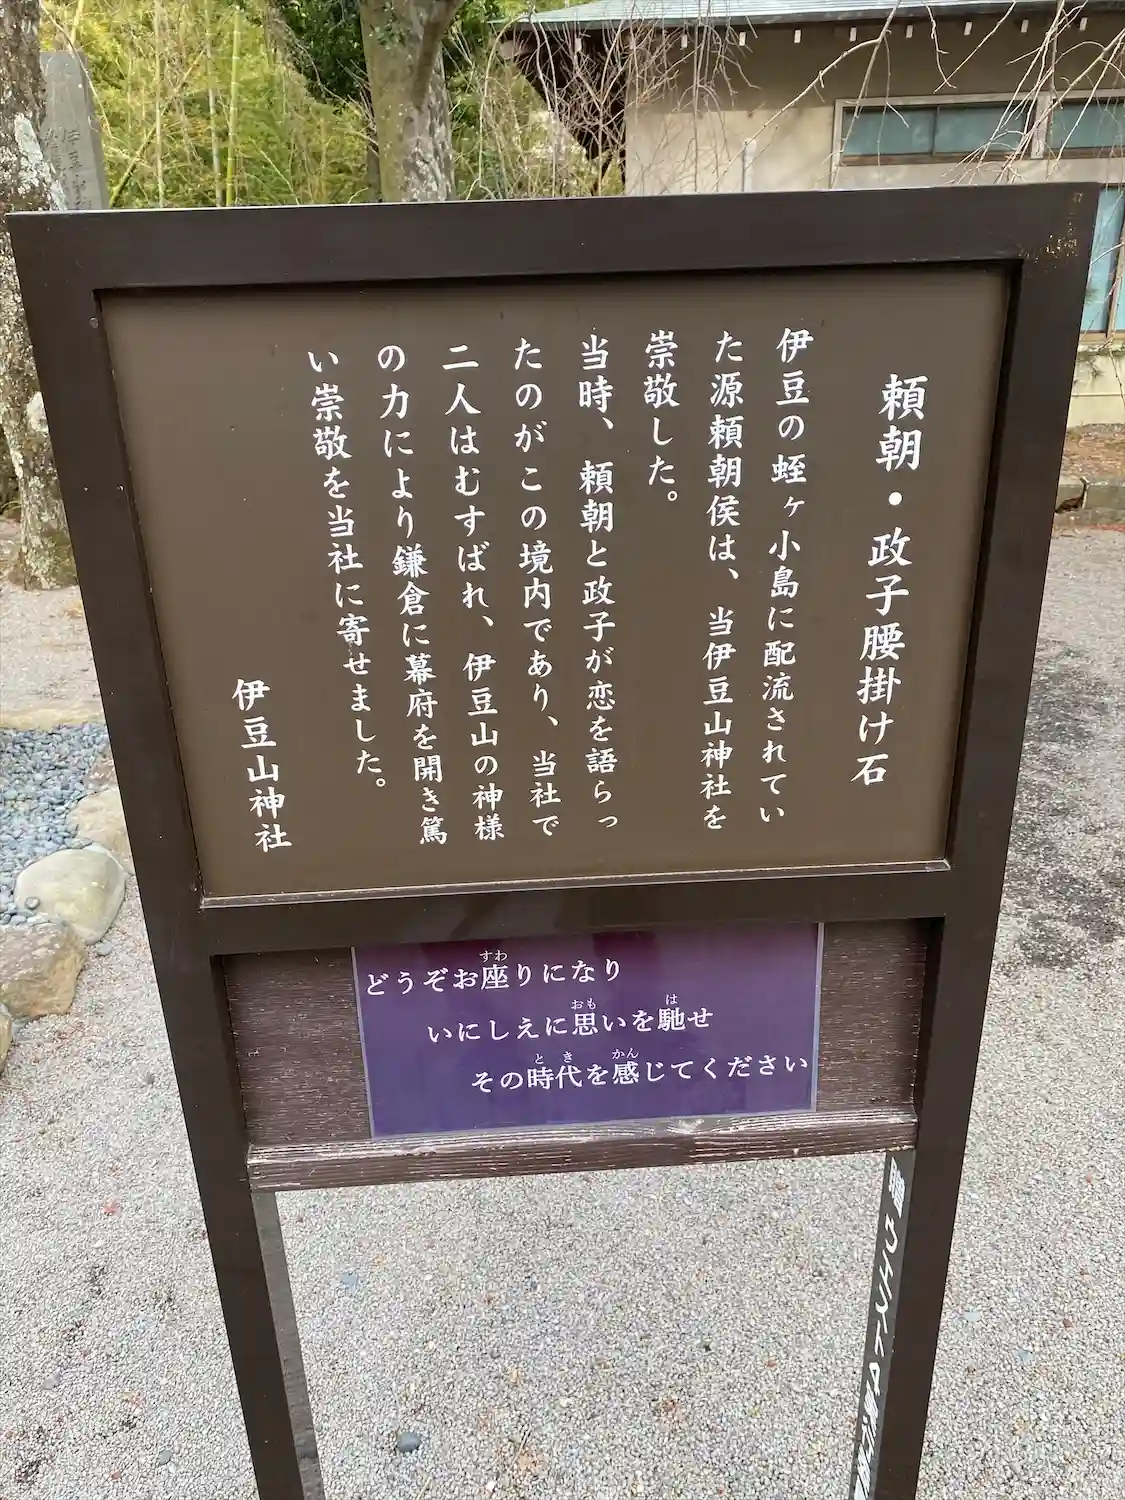 頼朝・政子腰掛け石
伊豆の蛭ヶ小島に配流されてい
た源頼朝侯は、当伊豆山神社を
崇敬した。
当時、頼朝と政子が恋を語らっ
たのがこの境内であり、当社で
二人はむすばれ、伊豆山の神様
の力により鎌倉に幕府を開き篤
い崇敬を当社に寄せました。
伊豆山神社
どうぞお座りになり
いにしえに思いを馳せ
その時代を感じてください